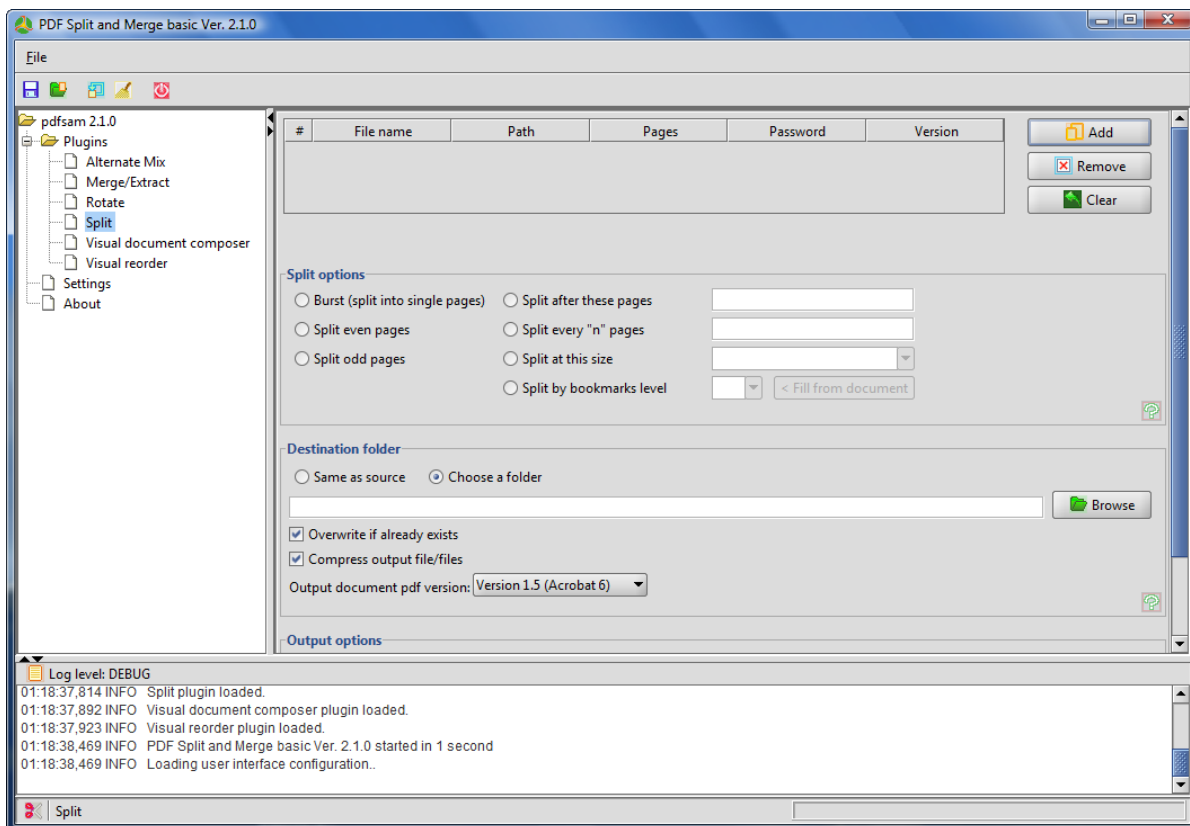 PDF Split and Merge basic Ver. 2.1.0
File
pdfsam 2.1.0
Plugins
Alternate Mix
Merge/Extract
Rotate
Split
Visual document composer
Visual reorder
Settings
About
# File name Path Pages Password Version
Add
Remove
Clear
Split options
Burst (split into single pages) Split after these pages
Split even pages Split every "n" pages
Split odd pages Split at this size
Split by bookmarks level < Fill from document
Destination folder
Same as source Choose a folder
Browse
Overwrite if already exists
Compress output file/files
Output document pdf version: Version 1.5 (Acrobat 6)
Output options
Log level: DEBUG
01:18:37,814 INFO Split plugin loaded.
01:18:37,892 INFO Visual document composer plugin loaded.
01:18:37,923 INFO Visual reorder plugin loaded.
01:18:38,469 INFO PDF Split and Merge basic Ver. 2.1.0 started in 1 second
01:18:38,469 INFO Loading user interface configuration..
Split